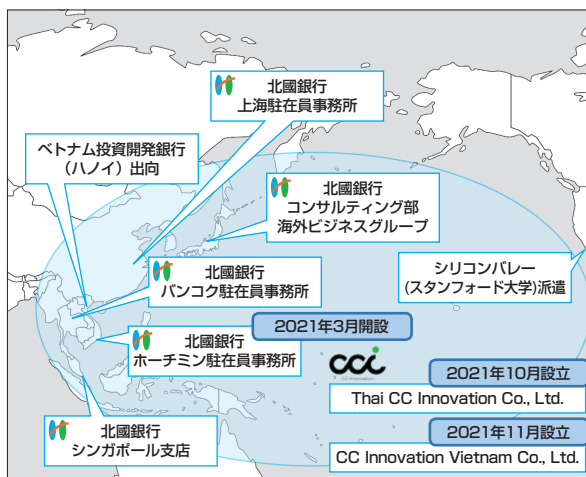 北國銀行
上海駐在員事務所
ベトナム投資開発銀行
（ハノイ）出向
北國銀行
コンサルティング部
海外ビジネスグループ
シリコンバレー
(スタンフォード大学)派遣
北國銀行
バンコク駐在員事務所
2021年3月開設
北國銀行
ホーチミン駐在員事務所
cci
CC Innovation
2021年10月設立
Thai CC Innovation Co., Ltd.
2021年11月設立
CC Innovation Vietnam Co., Ltd.
北國銀行
シンガポール支店